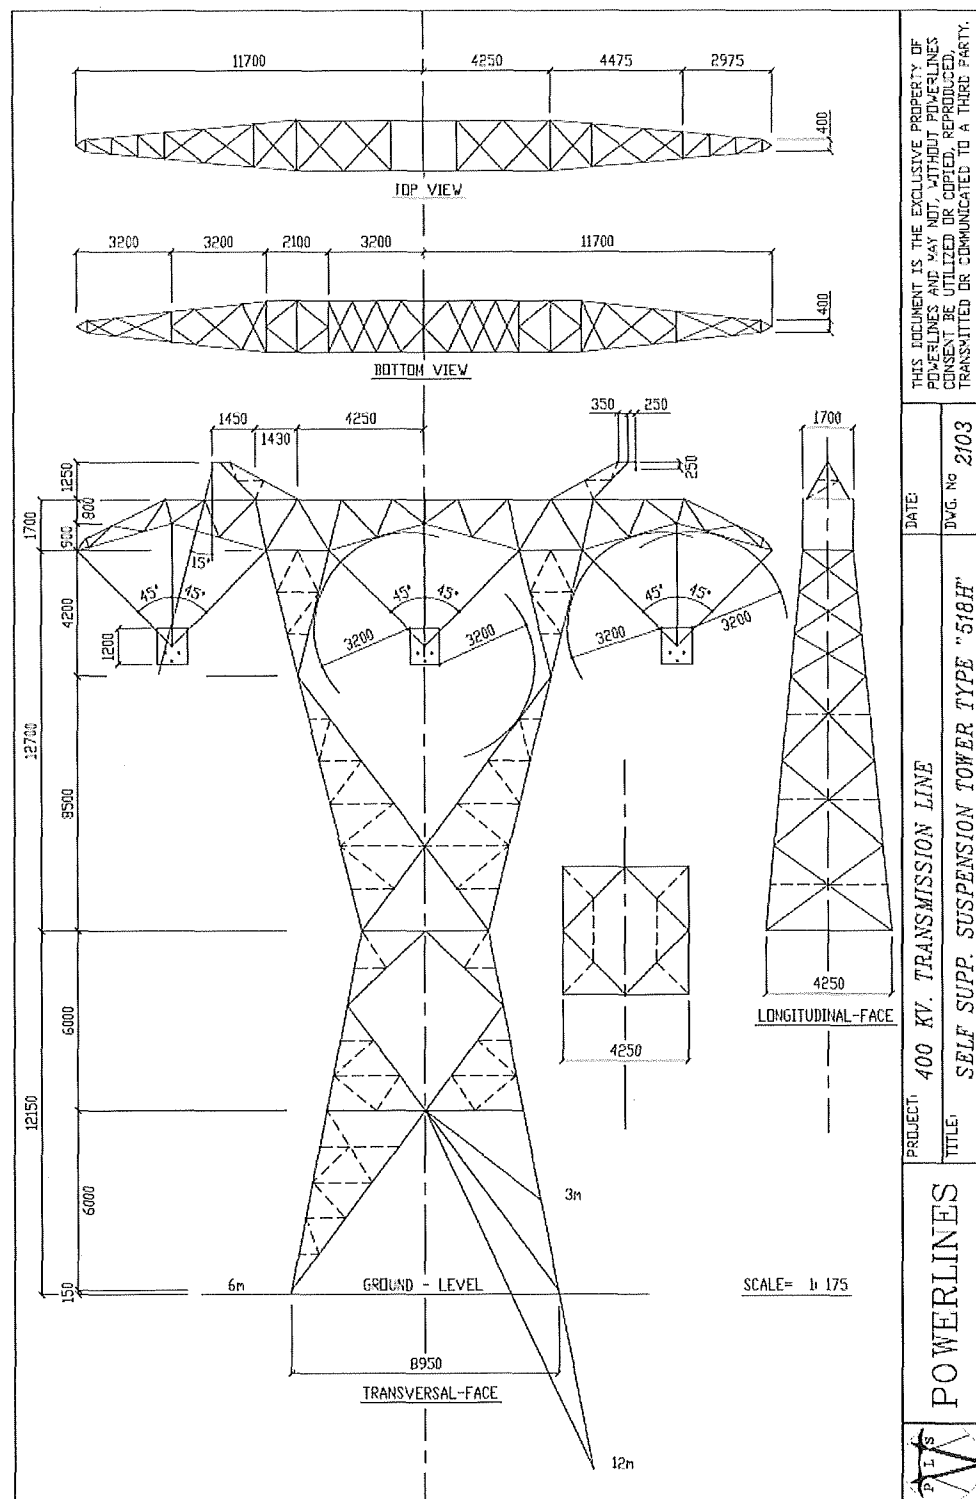 11700
4250
4475
2975
400
TOP VIEW
3200
3200
2100
3200
11700
400
BOTTOM VIEW
1450
1430
4250
350
250
250
1700
1250
800
500
1700
15°
45°
45°
45°
45°
45°
45°
3200
3200
3200
3200
4200
1200
12700
8500
4250
LONGITUDINAL-FACE
4250
6000
12150
6000
3m
150
6m
GROUND - LEVEL
SCALE= 1:175
8950
TRANSVERSAL-FACE
12m
THIS DOCUMENT IS THE EXCLUSIVE PROPERTY OF
POWERLINES AND MAY NOT, WITHOUT POWERLINES
CONSENT BE UTILIZED OR COPIED, REPRODUCED,
TRANSMITTED OR COMMUNICATED TO A THIRD PARTY.
DATE:
DWG. No 2103
PROJECT: 400 KV. TRANSMISSION LINE
TITLE: SELF SUPP. SUSPENSION TOWER TYPE "518H"
POWERLINES
P L S